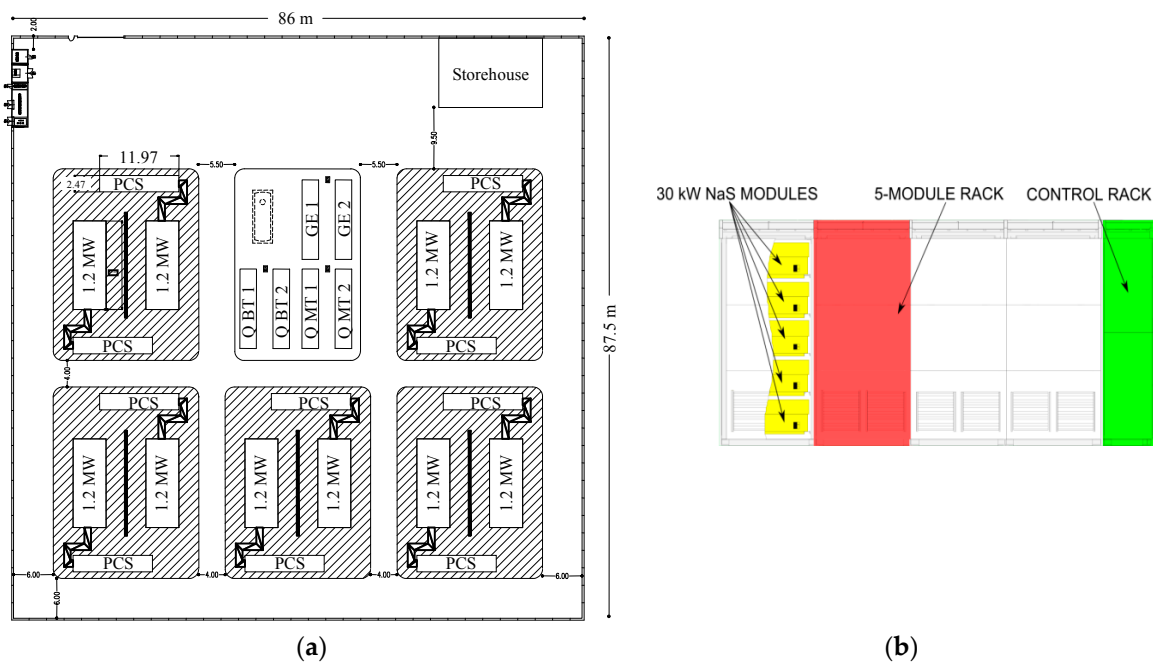 86 m
2.00
Storehouse
9.50
11.97
5.50
5.50
2.47
PCS
PCS
GE 1
GE 2
1.2 MW
1.2 MW
1.2 MW
1.2 MW
Q BT 1
Q BT 2
Q MT 1
Q MT 2
PCS
PCS
4.00
87.5 m
PCS
PCS
PCS
1.2 MW
1.2 MW
1.2 MW
1.2 MW
1.2 MW
1.2 MW
PCS
PCS
PCS
6.00
4.00
4.00
6.00
6.00
(a)
30 kW NaS MODULES
5-MODULE RACK
CONTROL RACK
(b)